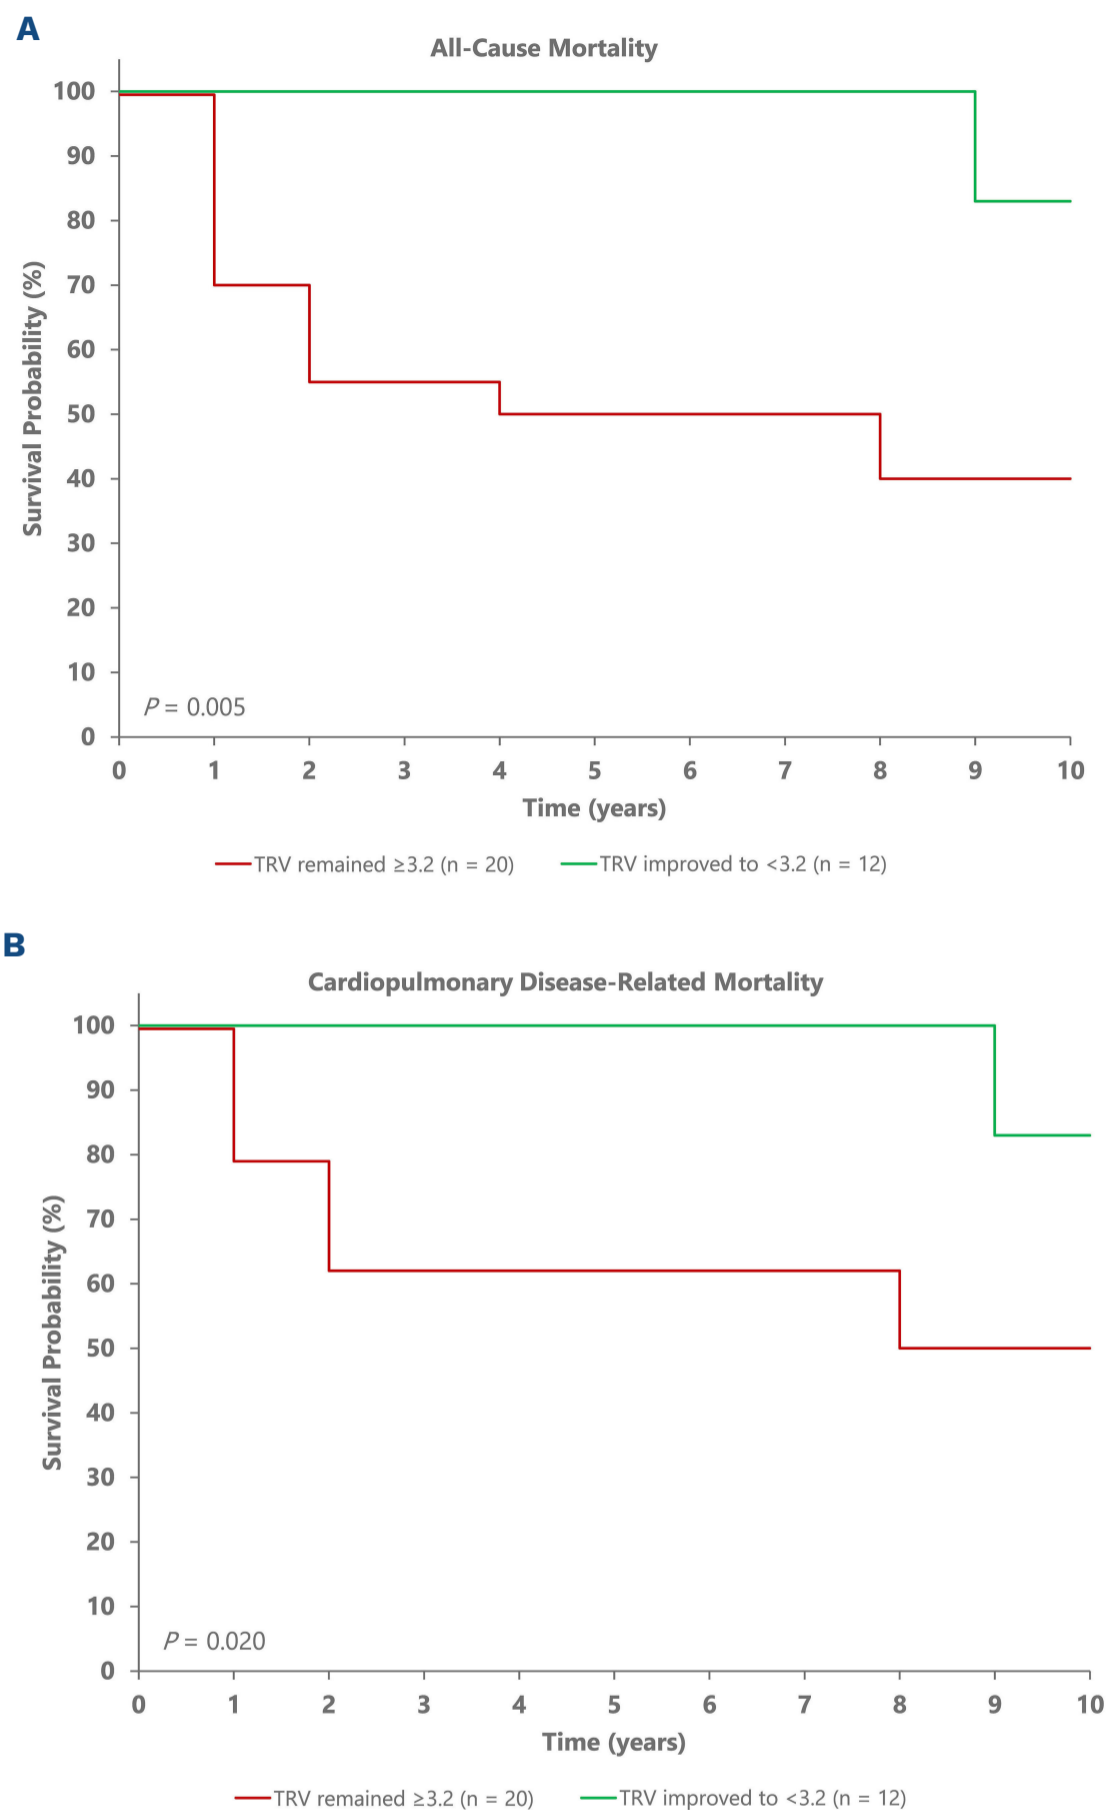 A
All-Cause Mortality
Survival Probability (%)
100
90
80
70
60
50
40
30
20
10
0
P = 0.005
0 1 2 3 4 5 6 7 8 9 10
Time (years)
TRV remained ≥3.2 (n = 20) TRV improved to <3.2 (n = 12)
B
Cardiopulmonary Disease-Related Mortality
Survival Probability (%)
100
90
80
70
60
50
40
30
20
10
0
P = 0.020
0 1 2 3 4 5 6 7 8 9 10
Time (years)
TRV remained ≥3.2 (n = 20) TRV improved to <3.2 (n = 12)